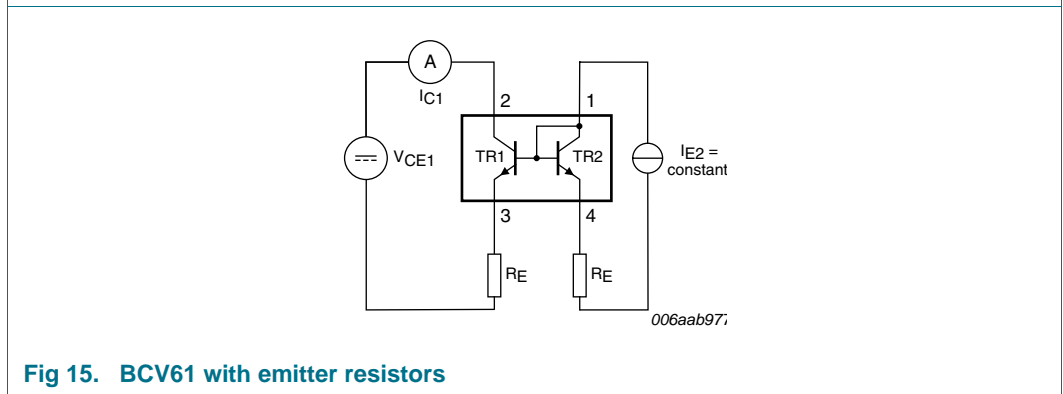 A
IC1
2
1
VCE1
TR1
TR2
IE2 =
constant
3
4
RE
RE
006aab977
Fig 15. BCV61 with emitter resistors